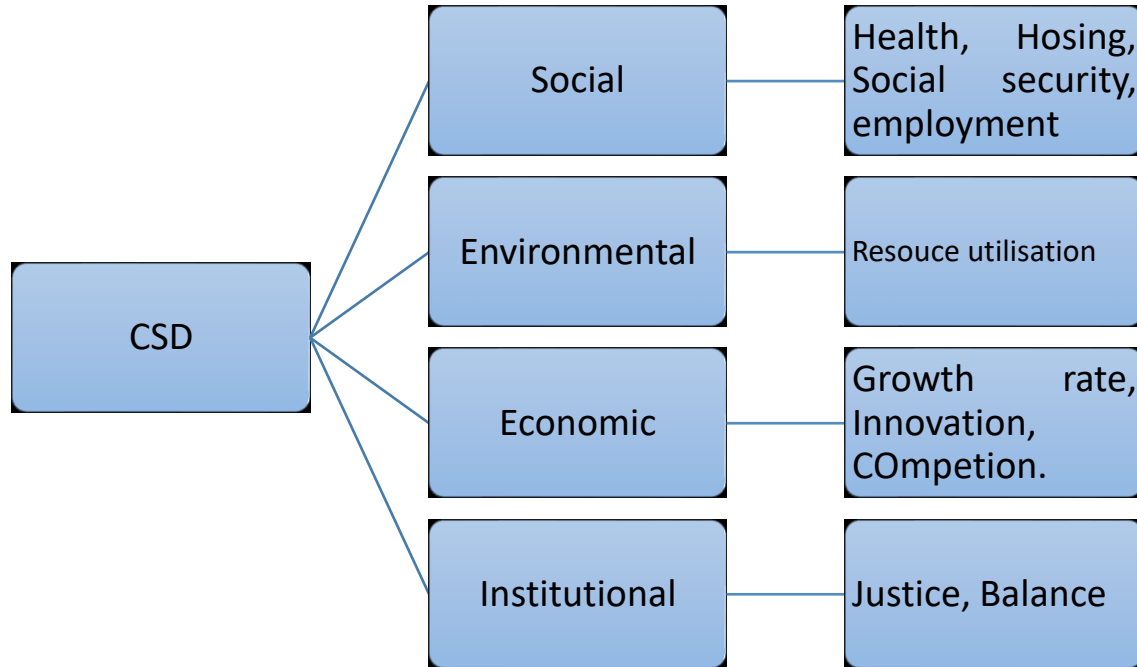 CSD
Social
Health, Hosing,
Social security,
employment
Environmental
Resouce utilisation
Economic
Growth rate,
Innovation,
COmpetion.
Institutional
Justice, Balance